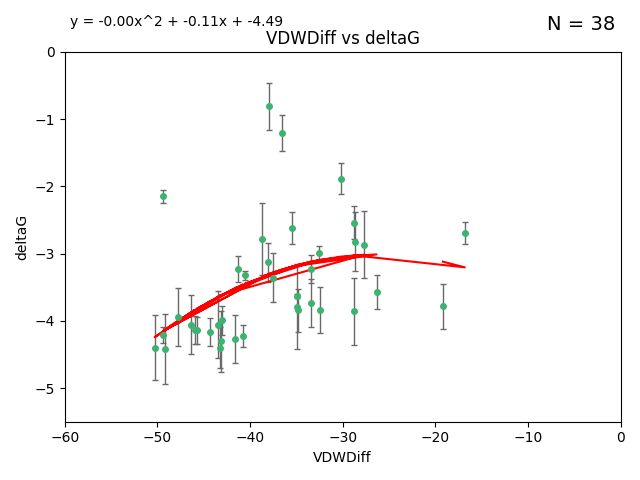 y = -0.00x^2 + -0.11x + -4.49
N = 38
VDWDiff vs deltaG
0
−1
−2
−3
−4
−5
deltaG
−60
−50
−40
−30
−20
−10
0
VDWDiff